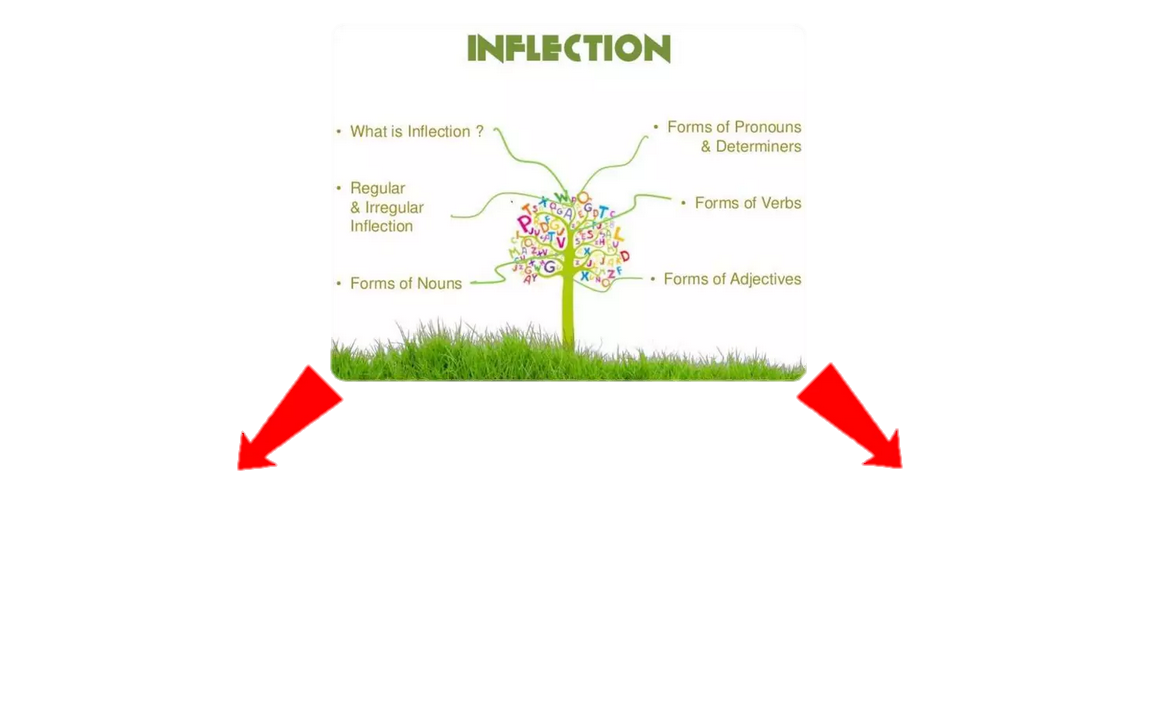 INFLECTION
• What is Inflection ?
• Regular
& Irregular
Inflection
• Forms of Nouns
• Forms of Pronouns
& Determiners
• Forms of Verbs
• Forms of Adjectives